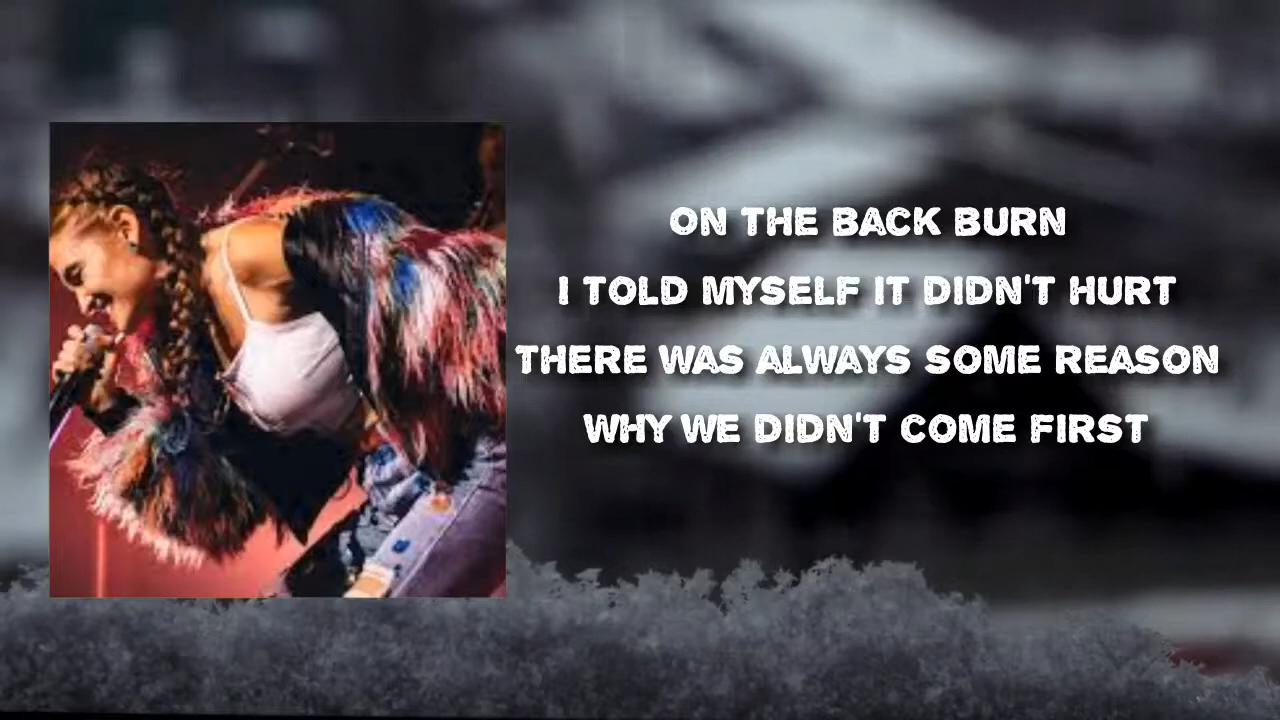 ON THE BACK BURN
I TOLD MYSELF IT DIDN'T HURT
THERE WAS ALWAYS SOME REASON
WHY WE DIDN'T COME FIRST